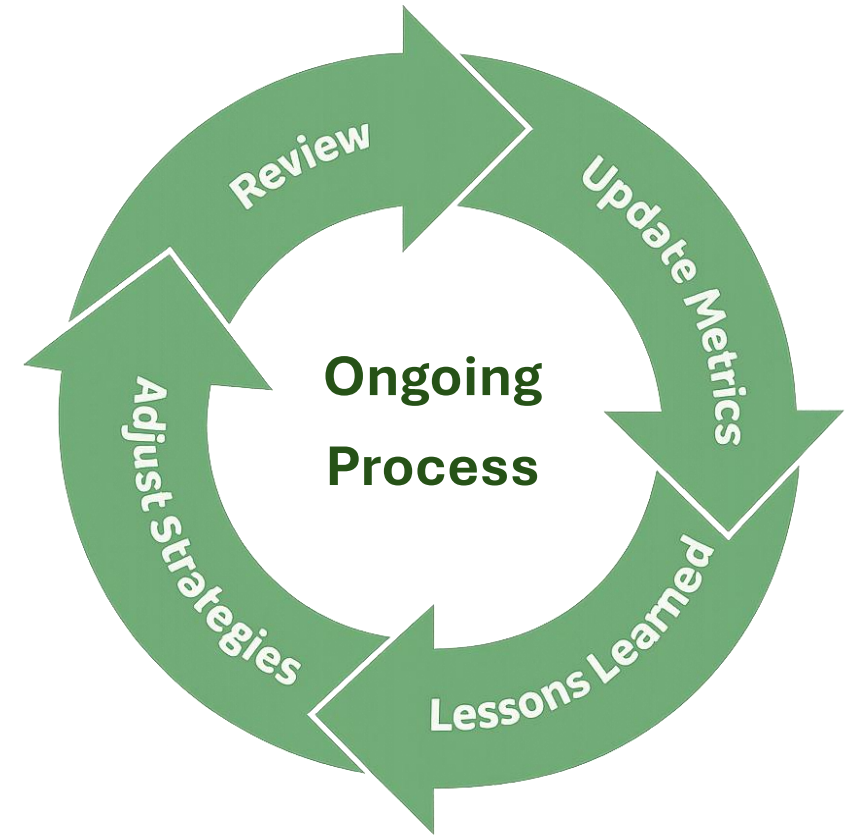 Review
Update Metrics
Lessons Learned
Adjust Strategies
Ongoing
Process